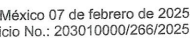 México 07 de febrero de 2025
icio No.: 203010000/266/2025